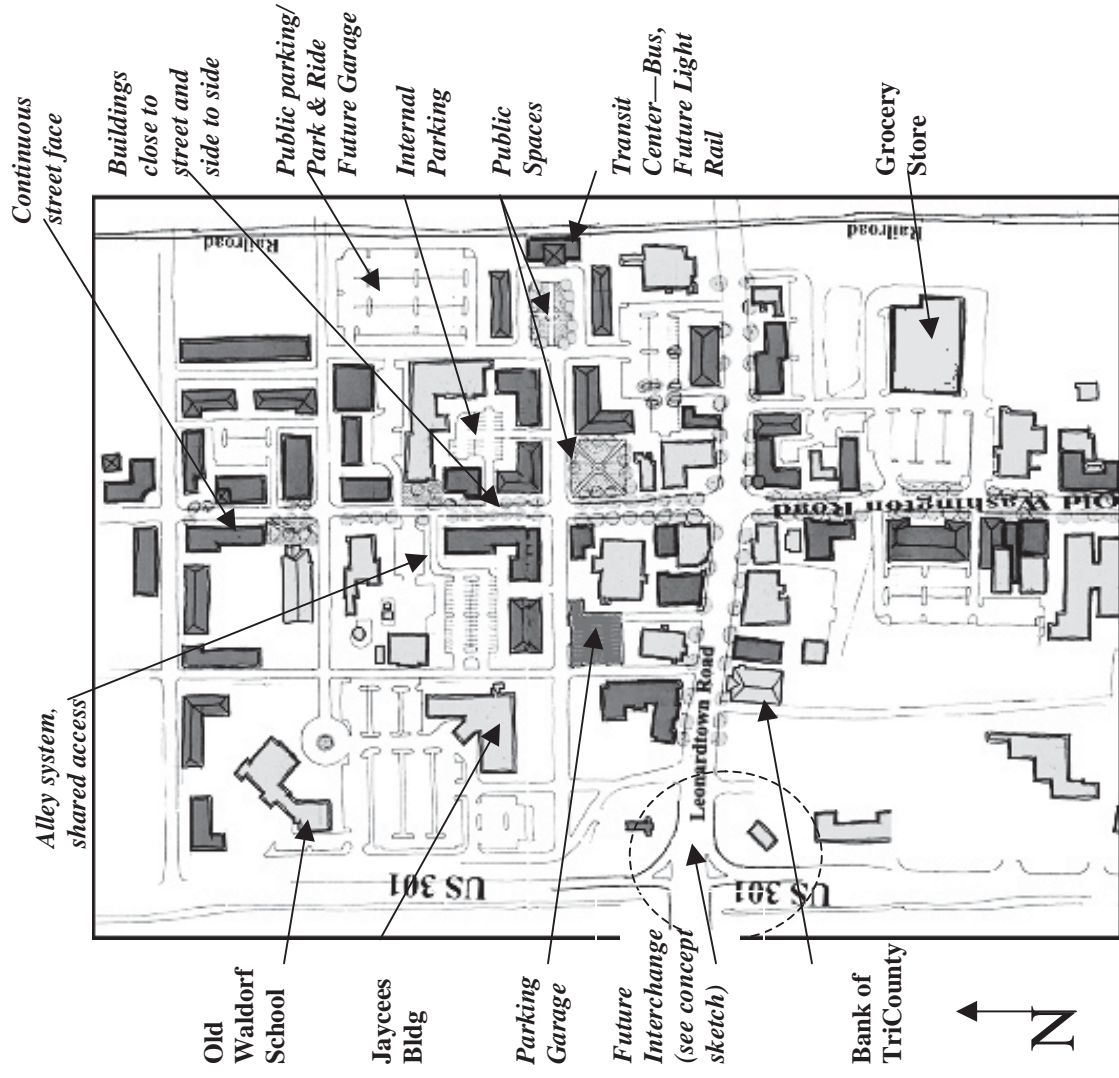 Continuous
street face
Buildings
close to
street and
side to side
Public parking/
Park & Ride
Future Garage
Internal
Parking
Public
Spaces
Transit
Center—Bus,
Future Light
Rail
Grocery
Store
Alley system,
shared access
Old
Waldorf
School
Jaycees
Bldg
Parking
Garage
Future
Interchange
(see concept
sketch)
Bank of
TriCounty
N
Railroad
Railroad
Old Washington Road
Leonardtown Road
US 301
US 301